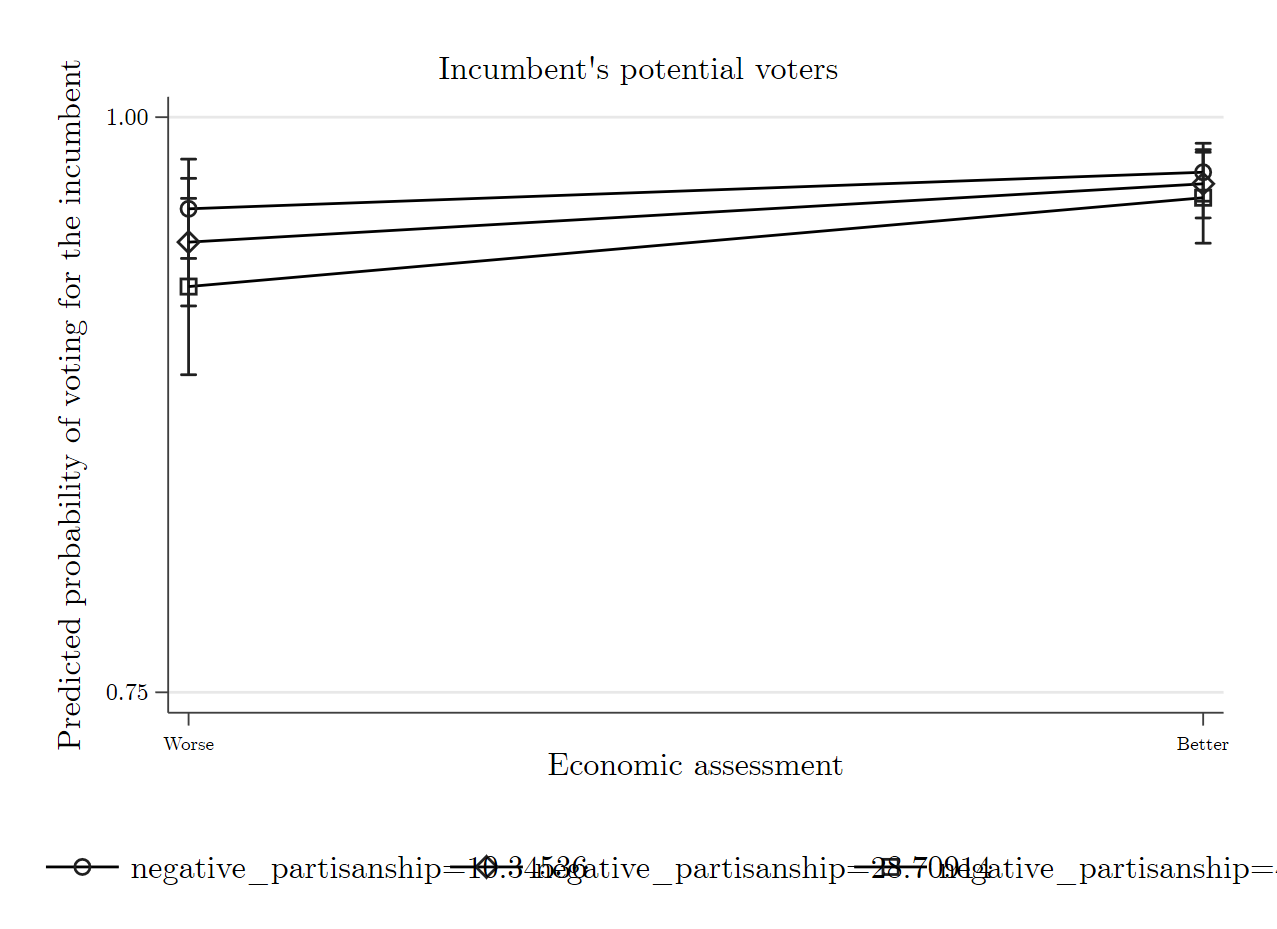 Incumbent's potential voters
Predicted probability of voting for the incumbent
1.00
0.75
Worse
Better
Economic assessment
negative_partisanship= negative_partisanship= negative_partisanship=